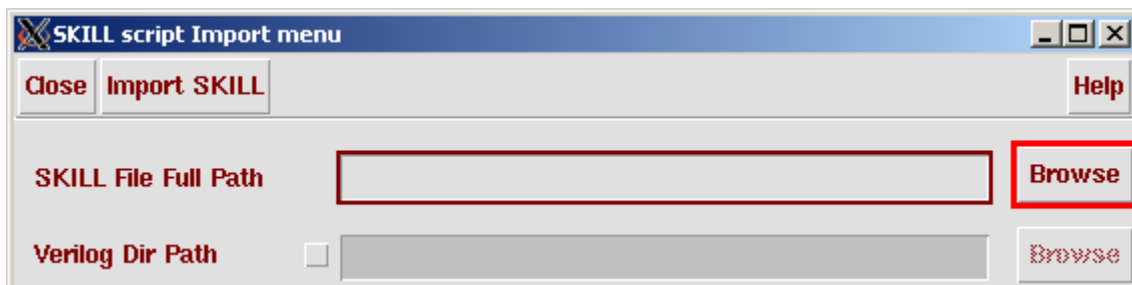 SKILL script Import menu
Close Import SKILL Help
SKILL File Full Path Browse
Verilog Dir Path Browse